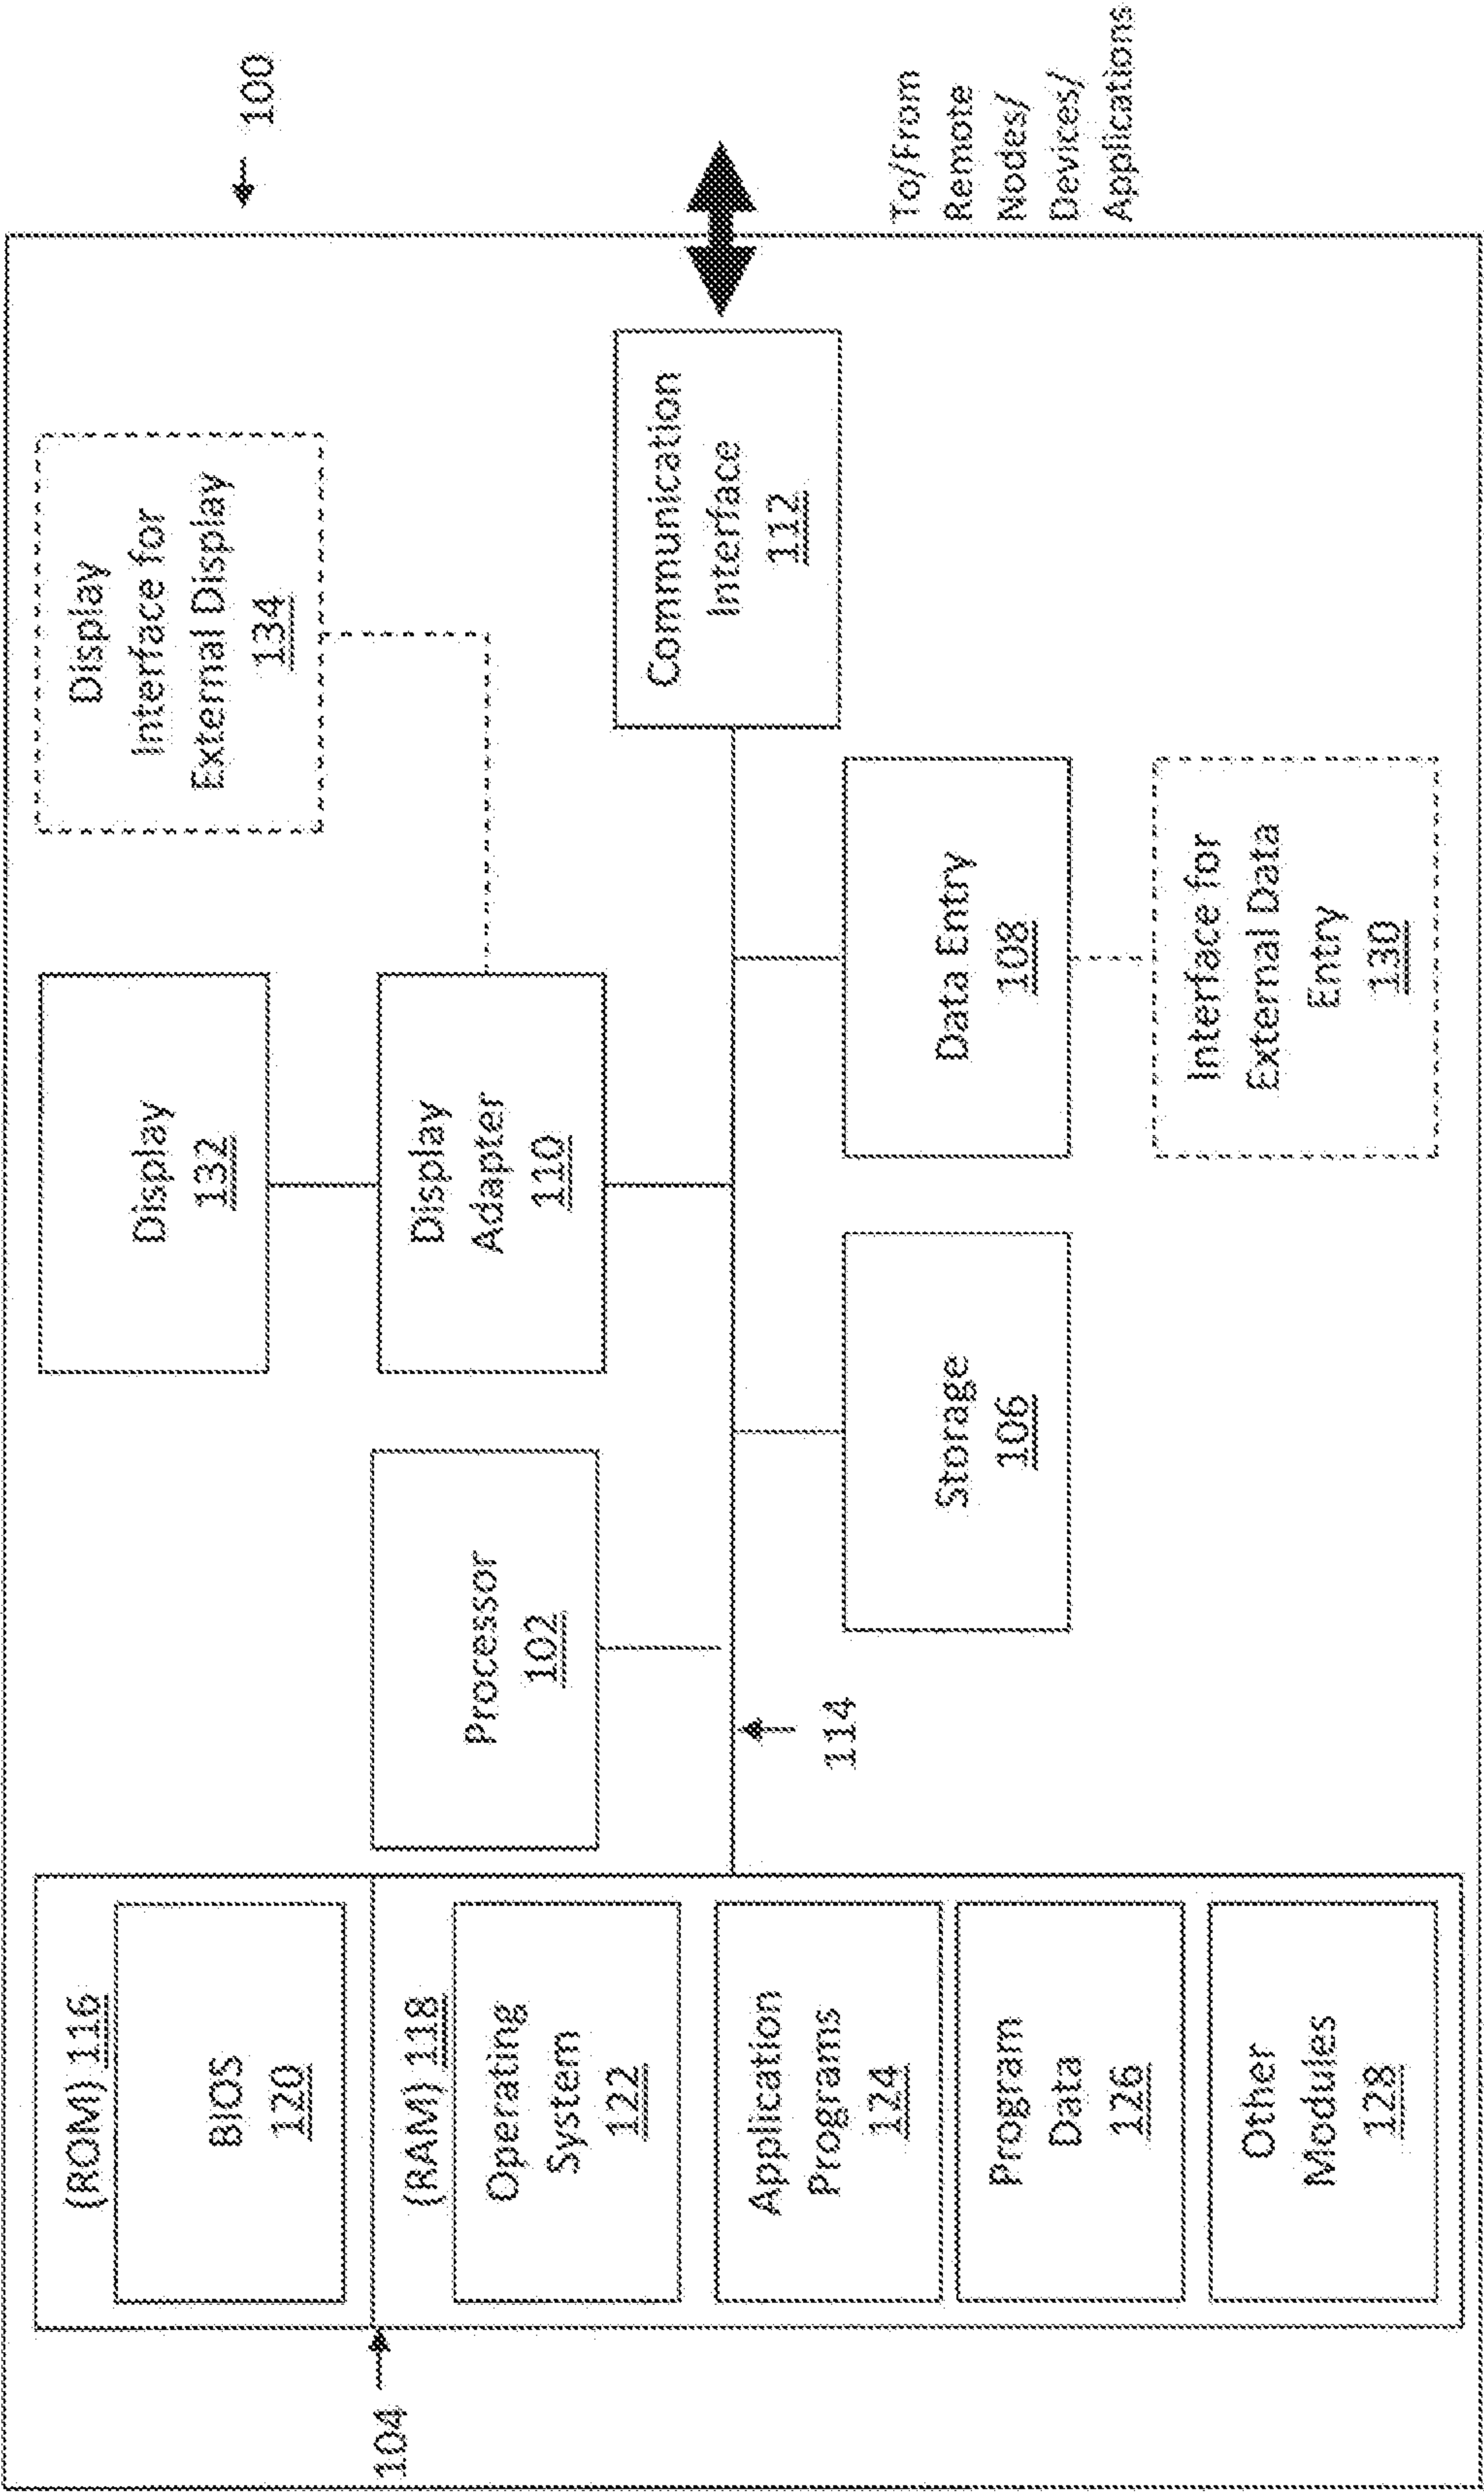 100
(ROM) 116
BIOS
120
104
(RAM) 118
Operating
System
122
Application
Programs
124
Program
Data
126
Other
Modules
128
Processor
102
114
Display
132
Display
Adapter
110
Display
Interface for
External Display
134
Storage
106
Data Entry
108
Interface for
External Data
Entry
130
Communication
Interface
112
To/From
Remote
Nodes/
Devices/
Applications